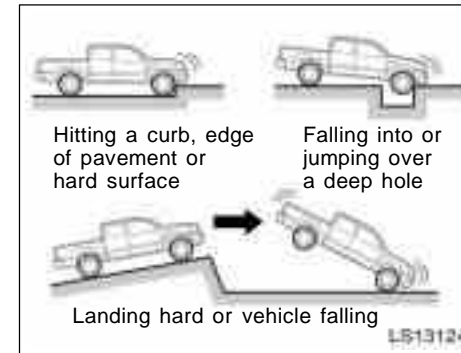 Hitting a curb, edge
of pavement or
hard surface
Falling into or
jumping over
a deep hole
Landing hard or vehicle falling
LS13124